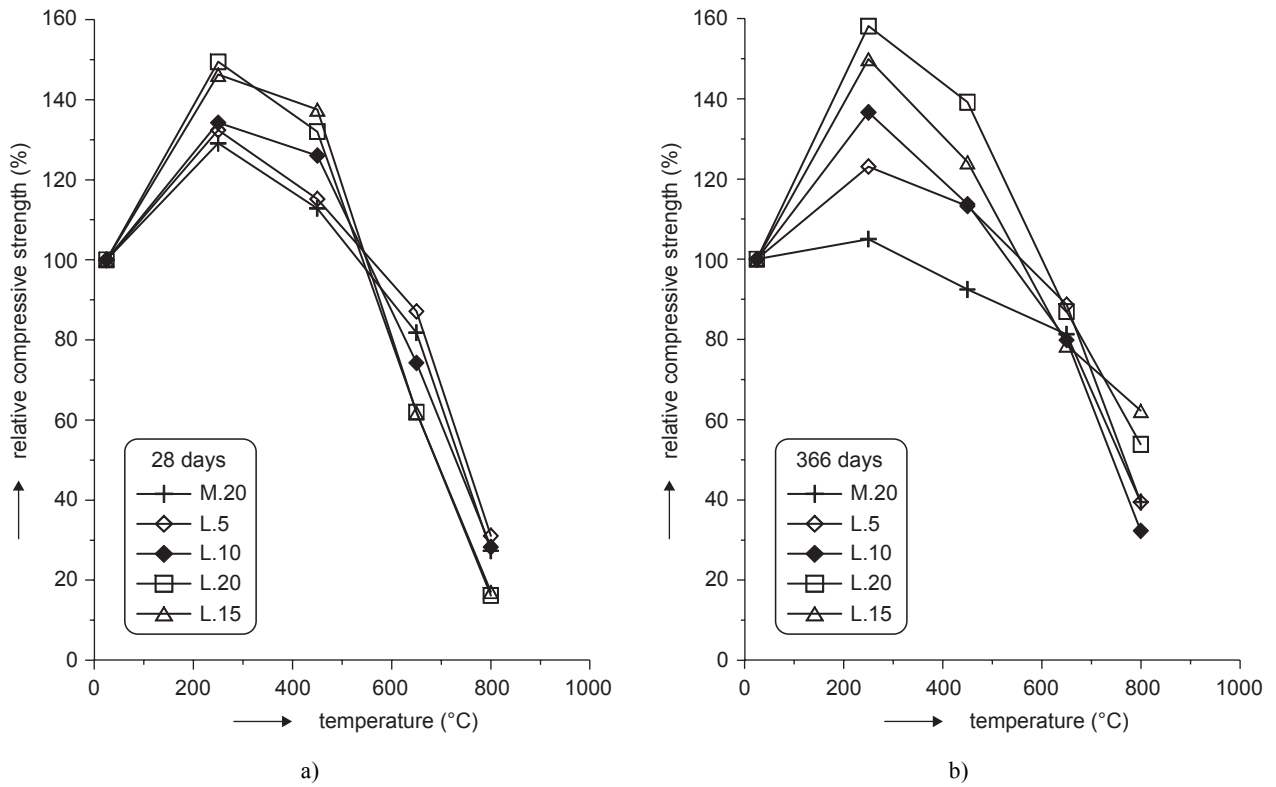 160
140
120
100
80
60
40
20
0
relative compressive strength (%)
28 days
M.20
L.5
L.10
L.20
L.15
0 200 400 600 800 1000
temperature (°C)
a)
160
140
120
100
80
60
40
20
0
relative compressive strength (%)
366 days
M.20
L.5
L.10
L.20
L.15
0 200 400 600 800 1000
temperature (°C)
b)